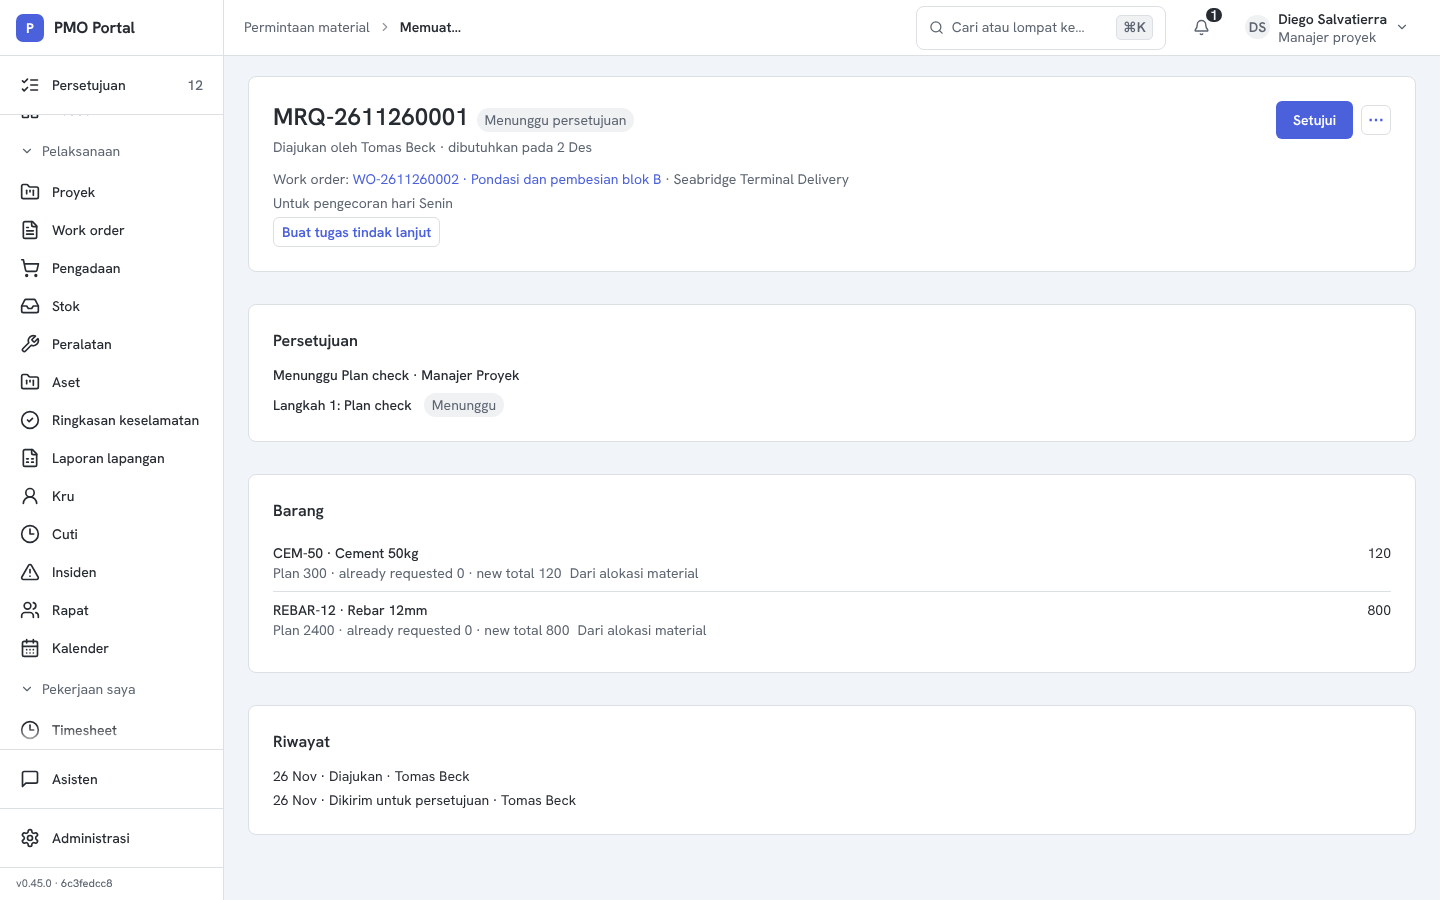 P PMO Portal
Permintaan material > Memuat...
Cari atau lompat ke... ⌘K
1
DS Diego Salvatierra
Manajer proyek
Persetujuan 12
Pelaksanaan
Proyek
Work order
Pengadaan
Stok
Peralatan
Aset
Ringkasan keselamatan
Laporan lapangan
Kru
Cuti
Insiden
Rapat
Kalender
Pekerjaan saya
Timesheet
Asisten
Administrasi
v0.45.0 · 6c3fedcc8
MRQ-2611260001 Menunggu persetujuan
Setujui ...
Diajukan oleh Tomas Beck · dibutuhkan pada 2 Des
Work order: WO-2611260002 · Pondasi dan pembesian blok B · Seabridge Terminal Delivery
Untuk pengecoran hari Senin
Buat tugas tindak lanjut
Persetujuan
Menunggu Plan check · Manajer Proyek
Langkah 1: Plan check Menunggu
Barang
CEM-50 · Cement 50kg 120
Plan 300 · already requested 0 · new total 120 Dari alokasi material
REBAR-12 · Rebar 12mm 800
Plan 2400 · already requested 0 · new total 800 Dari alokasi material
Riwayat
26 Nov · Diajukan · Tomas Beck
26 Nov · Dikirim untuk persetujuan · Tomas Beck